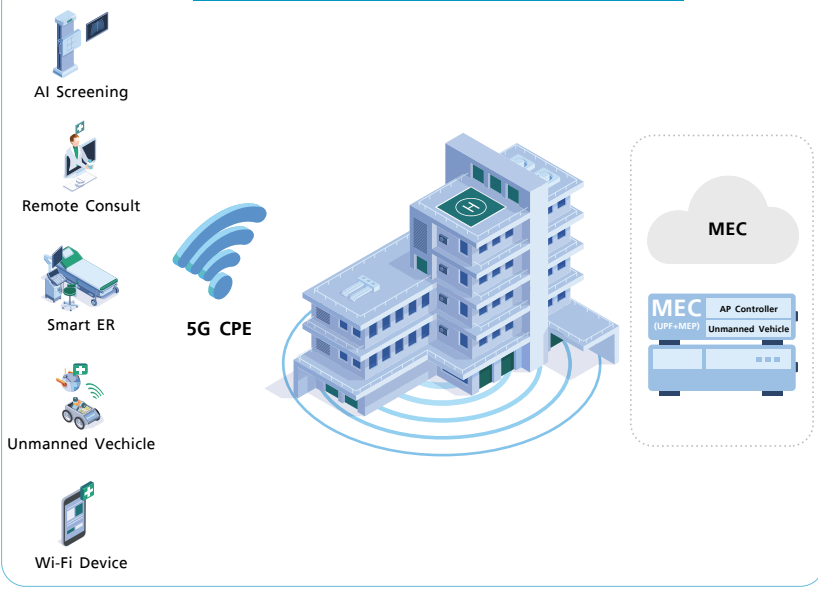 AI Screening
Remote Consult
Smart ER
Unmanned Vechicle
Wi-Fi Device
5G CPE
H
MEC
MEC
(UPF+MEP)
AP Controller
Unmanned Vehicle